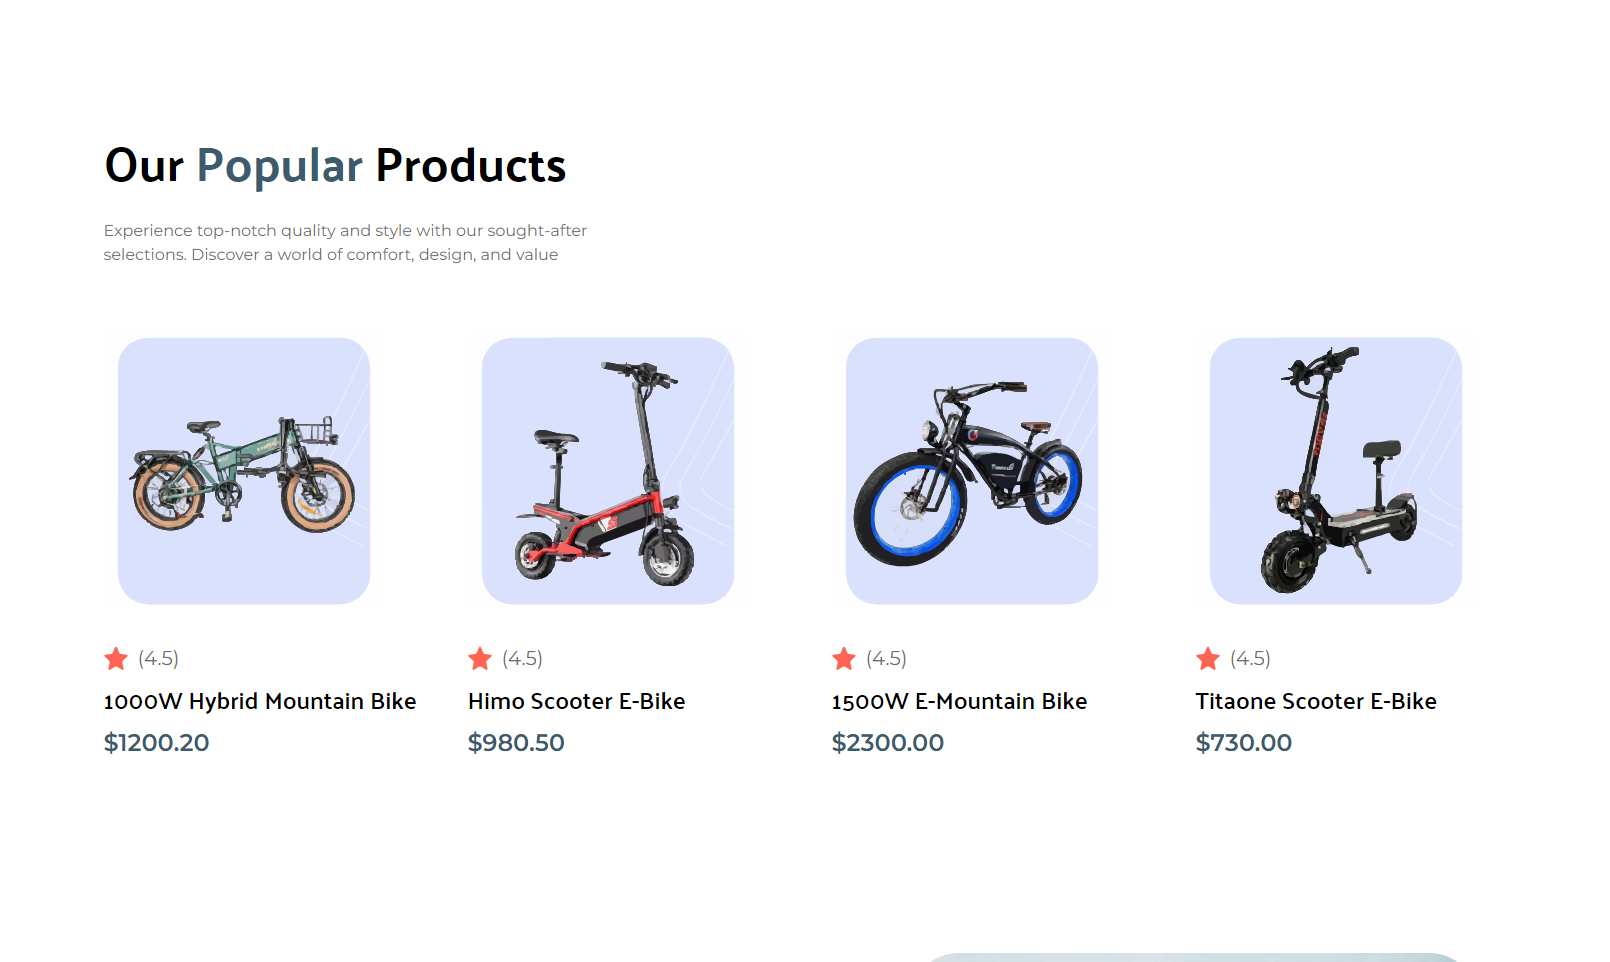 Our Popular Products
Experience top-notch quality and style with our sought-after
selections. Discover a world of comfort, design, and value
(4.5)
1000W Hybrid Mountain Bike
$1200.20
(4.5)
Himo Scooter E-Bike
$980.50
(4.5)
1500W E-Mountain Bike
$2300.00
(4.5)
Titaone Scooter E-Bike
$730.00